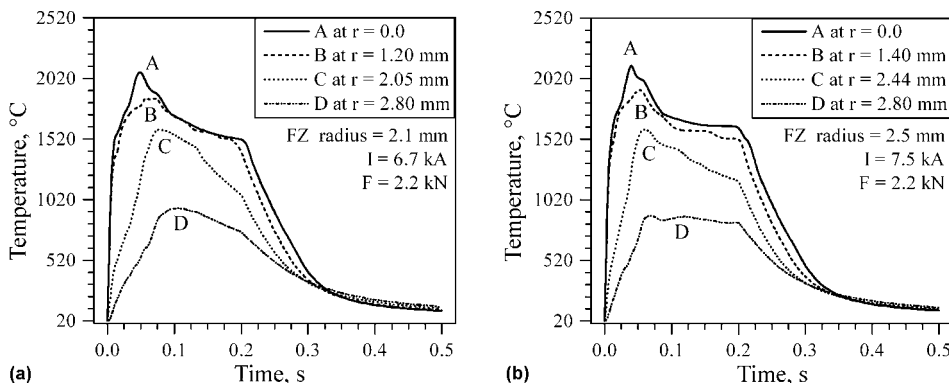 2520
2020
1520
1020
520
20
Temperature, °C
A at r = 0.0
B at r = 1.20 mm
C at r = 2.05 mm
D at r = 2.80 mm
FZ radius = 2.1 mm
I = 6.7 kA
F = 2.2 kN
A
B
C
D
0.0 0.1 0.2 0.3 0.4 0.5
Time, s
(a)
2520
2020
1520
1020
520
20
Temperature, °C
A at r = 0.0
B at r = 1.40 mm
C at r = 2.44 mm
D at r = 2.80 mm
FZ radius = 2.5 mm
I = 7.5 kA
F = 2.2 kN
A
B
C
D
0.0 0.1 0.2 0.3 0.4 0.5
Time, s
(b)